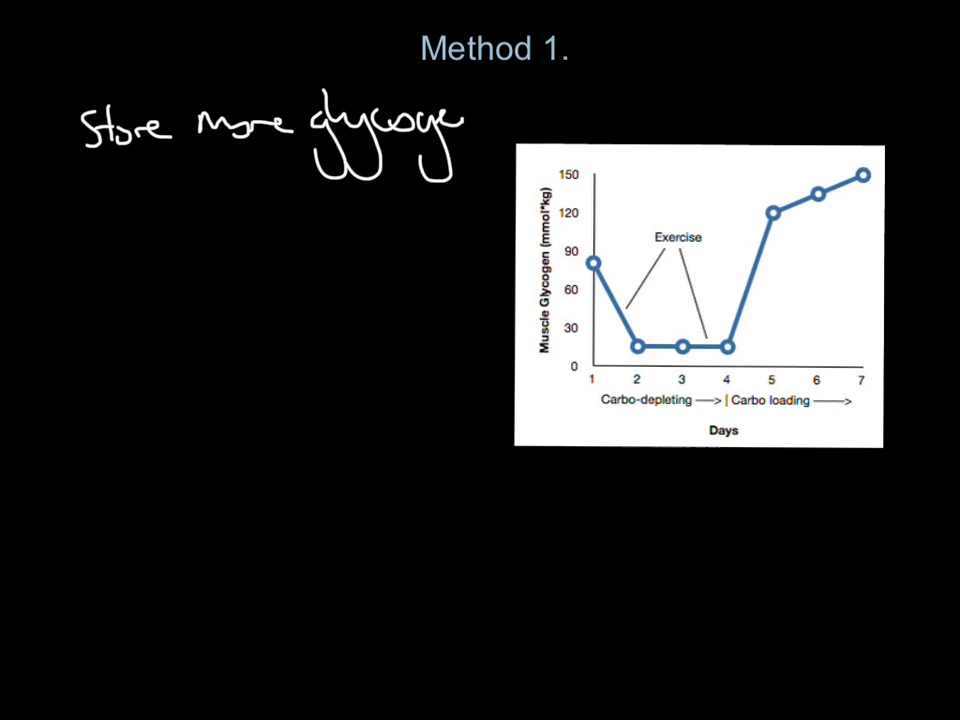 Method 1.
Store more glycoge
150
120
90
60
30
0
Muscle Glycogen (mmol*kg)
Exercise
1 2 3 4 5 6 7
Carbo-depleting —>| Carbo loading ——>
Days